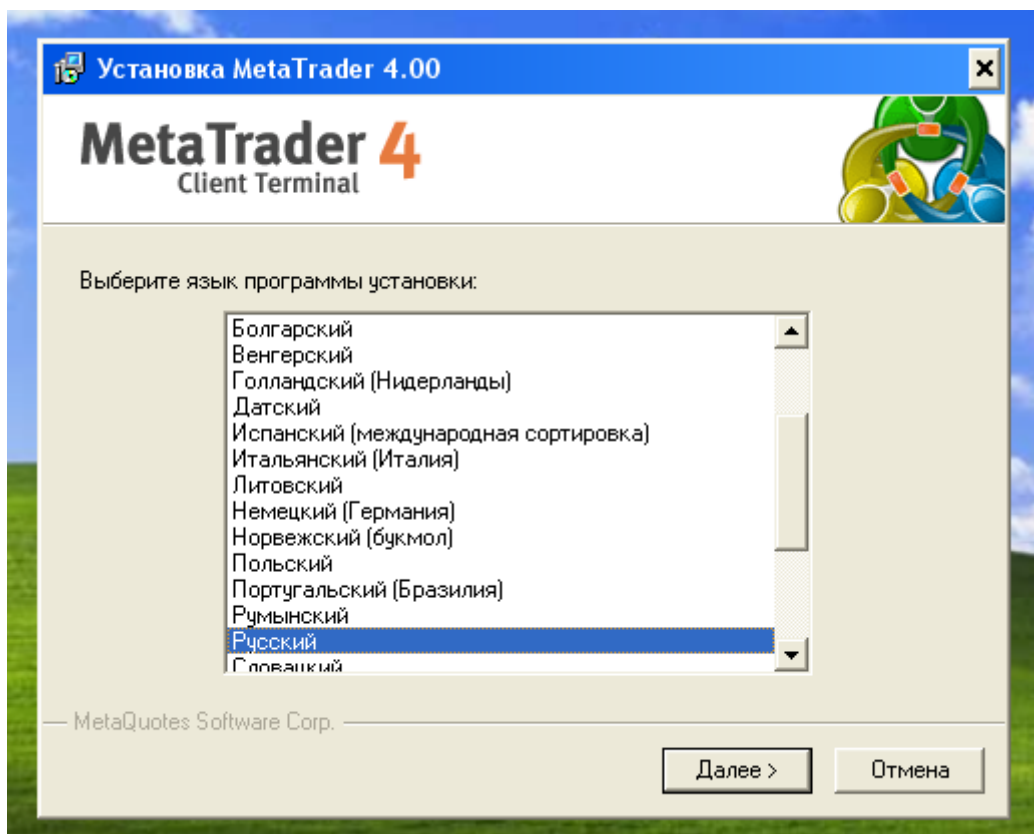 Установка MetaTrader 4.00
MetaTrader 4
Client Terminal
Выберите язык программы установки:
Болгарский
Венгерский
Голландский (Нидерланды)
Датский
Испанский (международная сортировка)
Итальянский (Италия)
Литовский
Немецкий (Германия)
Норвежский (букмол)
Польский
Португальский (Бразилия)
Румынский
Русский
Словацкий
MetaQuotes Software Corp.
Далее >
Отмена